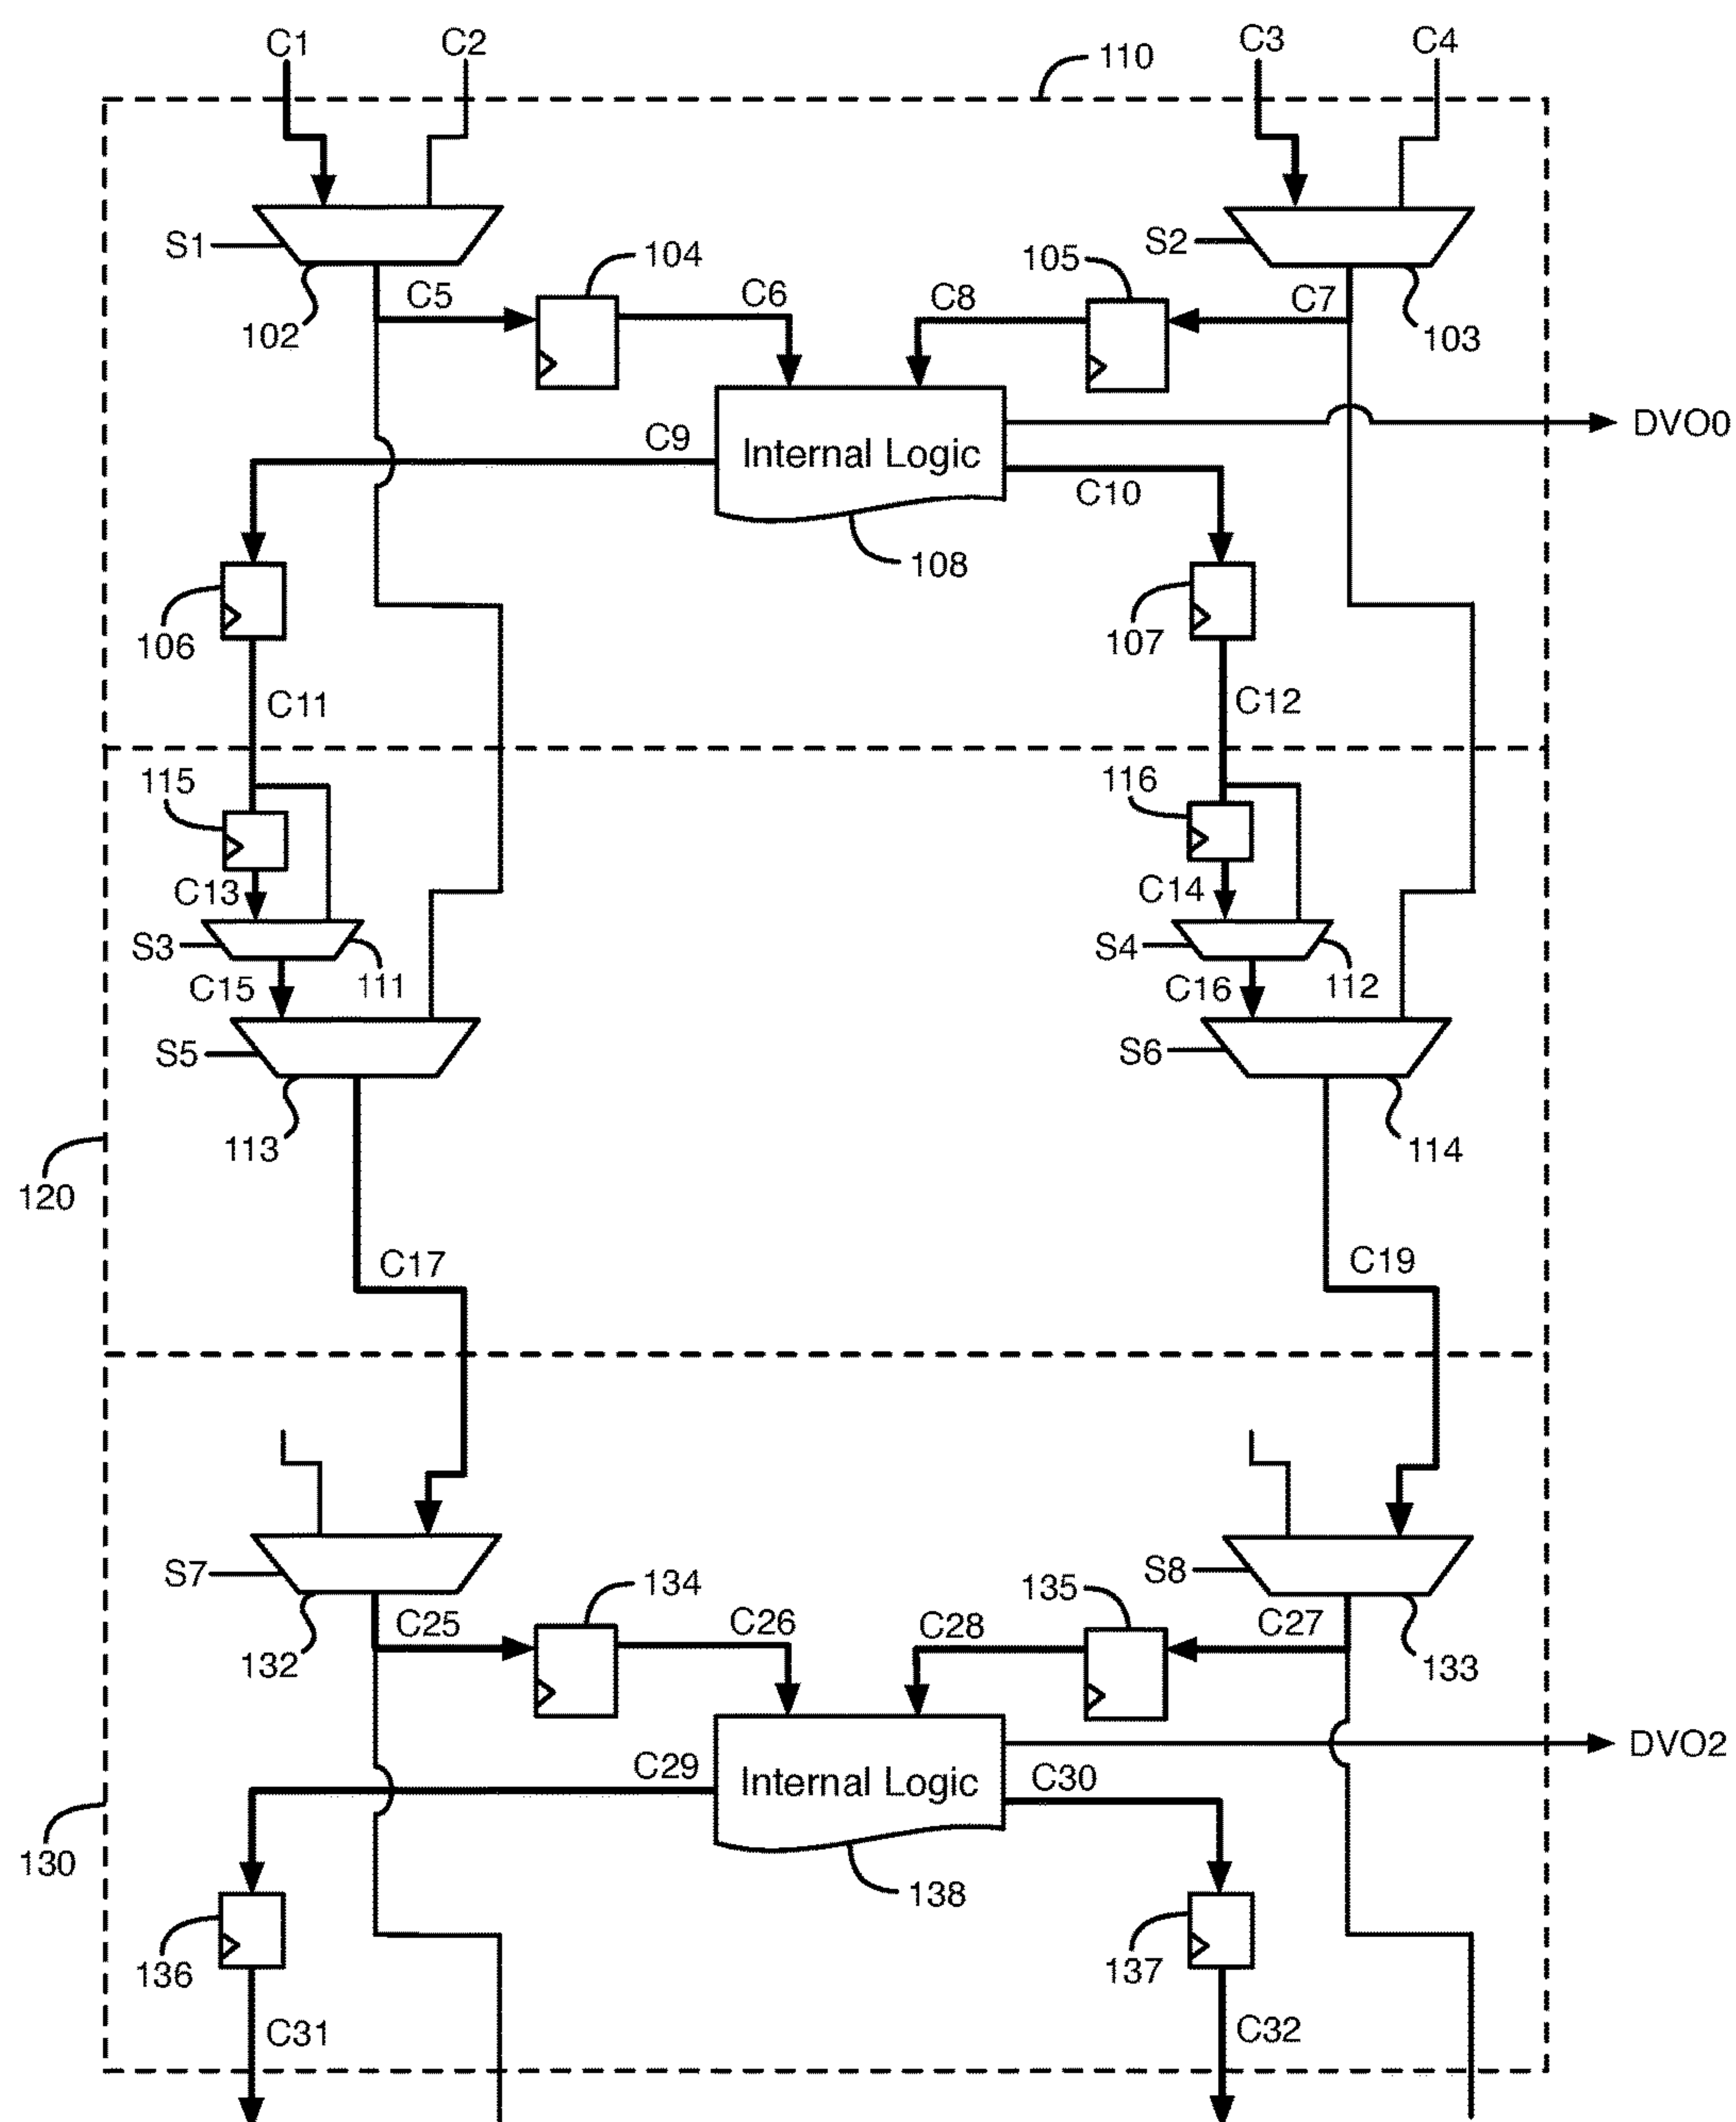 C1
C2
C3
C4
110
S1
104
105
S2
C5
C6
C8
C7
102
103
DVO0
C9
Internal Logic
C10
108
106
107
C11
C12
115
116
C13
C14
S3
111
S4
112
C15
C16
S5
S6
113
114
120
C17
C19
S7
134
135
S8
C25
C26
C28
C27
132
133
DVO2
C29
Internal Logic
C30
130
138
136
137
C31
C32